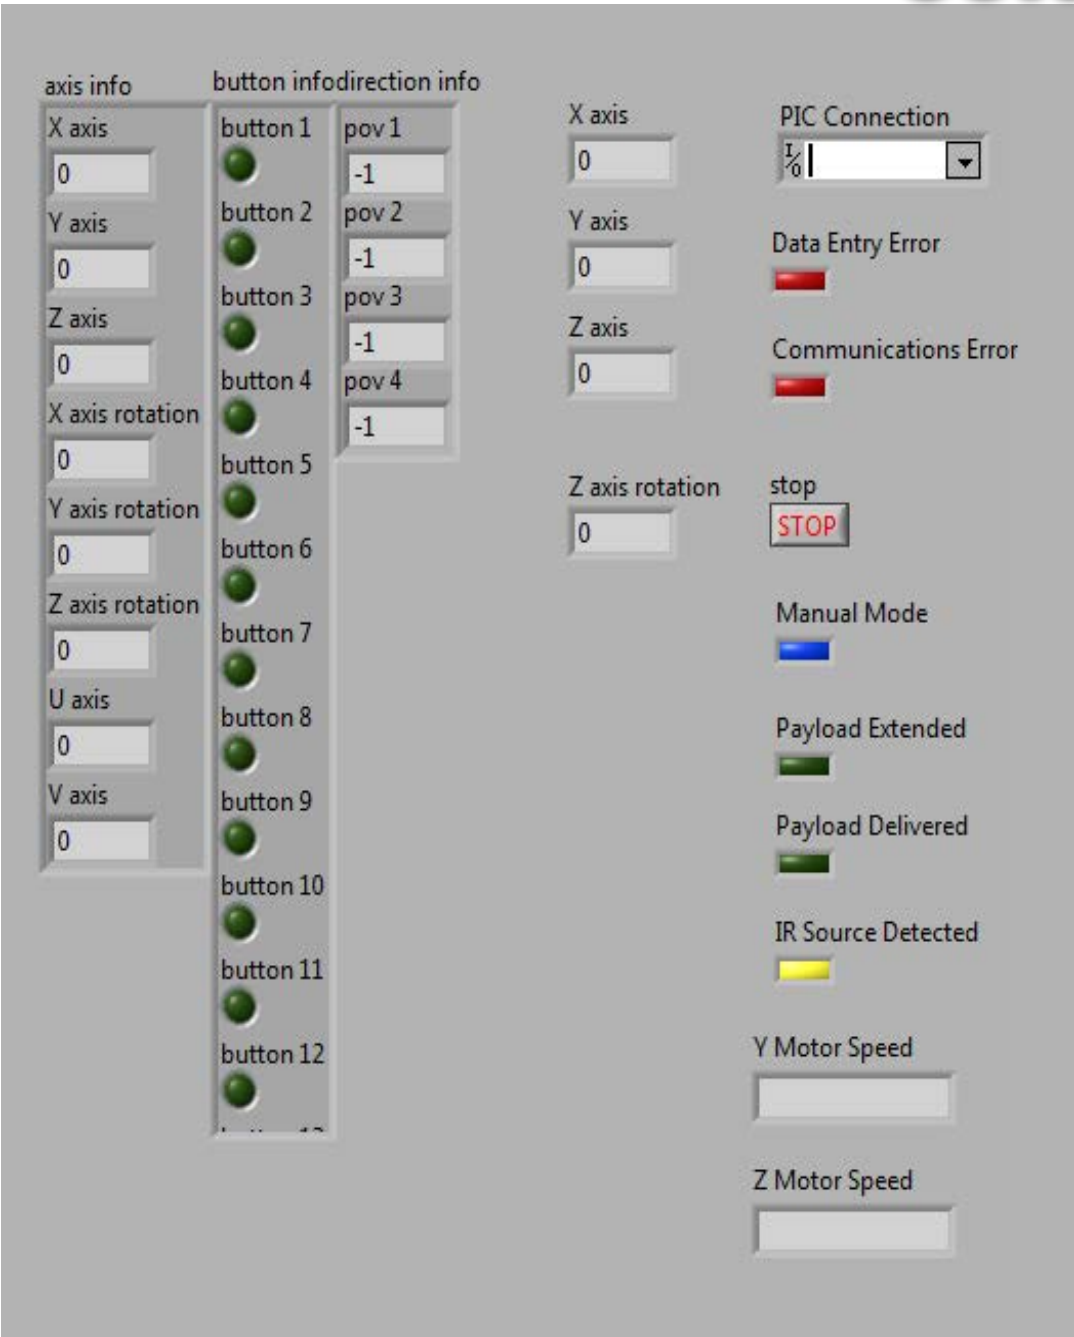 axis info
X axis
0
Y axis
0
Z axis
0
X axis rotation
0
Y axis rotation
0
Z axis rotation
0
U axis
0
V axis
0
button info
button 1
button 2
button 3
button 4
button 5
button 6
button 7
button 8
button 9
button 10
button 11
button 12
direction info
pov 1
-1
pov 2
-1
pov 3
-1
pov 4
-1
X axis
0
Y axis
0
Z axis
0
Z axis rotation
0
PIC Connection
I/O
Data Entry Error
Communications Error
stop
STOP
Manual Mode
Payload Extended
Payload Delivered
IR Source Detected
Y Motor Speed
Z Motor Speed